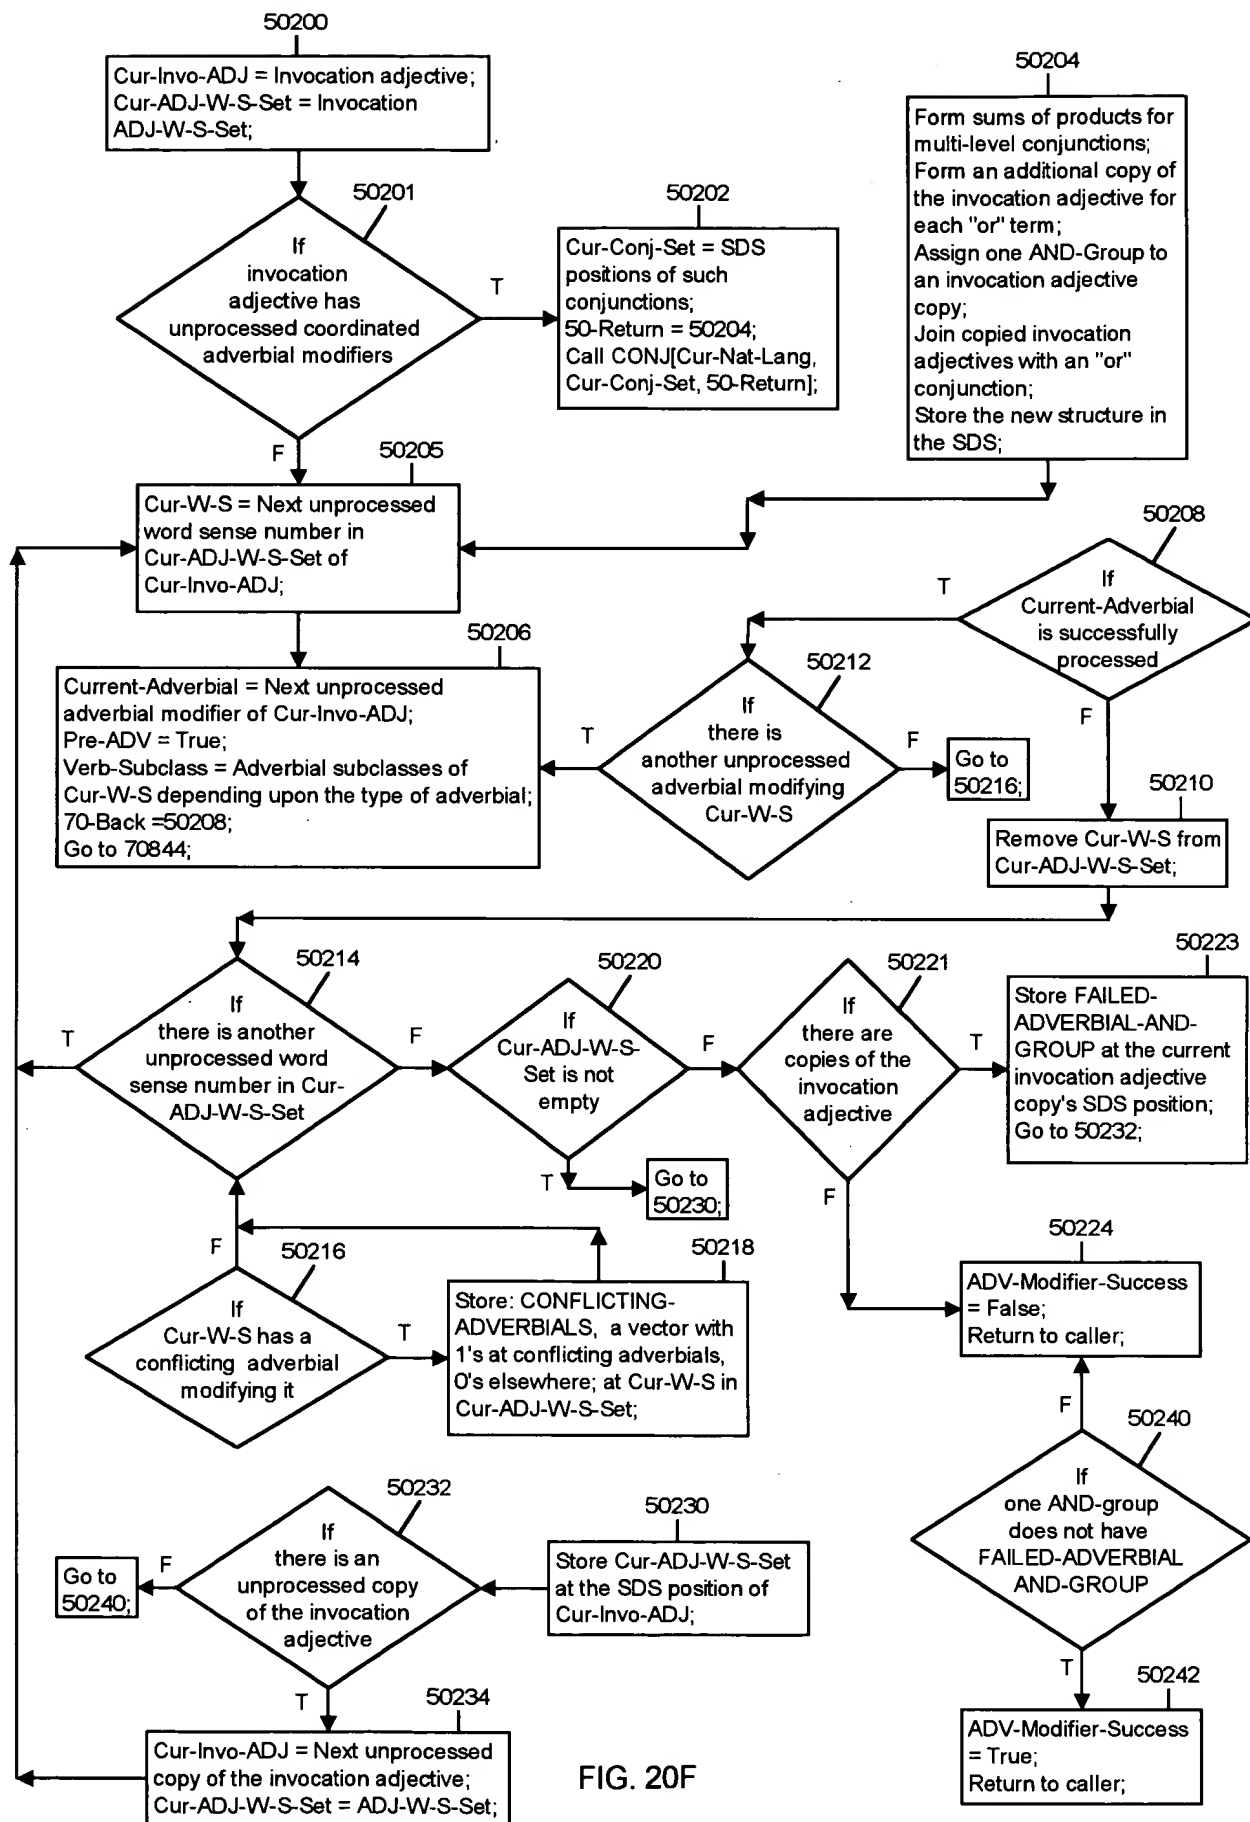 50200
Cur-Invo-ADJ = Invocation adjective;
Cur-ADJ-W-S-Set = Invocation
ADJ-W-S-Set;
50201
If
invocation
adjective has
unprocessed coordinated
adverbial modifiers
T
F
50202
Cur-Conj-Set = SDS
positions of such
conjunctions;
50-Return = 50204;
Call CONJ[Cur-Nat-Lang,
Cur-Conj-Set, 50-Return];
50204
Form sums of products for
multi-level conjunctions;
Form an additional copy of
the invocation adjective for
each "or" term;
Assign one AND-Group to
an invocation adjective
copy;
Join copied invocation
adjectives with an "or"
conjunction;
Store the new structure in
the SDS;
50205
Cur-W-S = Next unprocessed
word sense number in
Cur-ADJ-W-S-Set of
Cur-Invo-ADJ;
50206
Current-Adverbial = Next unprocessed
adverbial modifier of Cur-Invo-ADJ;
Pre-ADV = True;
Verb-Subclass = Adverbial subclasses of
Cur-W-S depending upon the type of adverbial;
70-Back =50208;
Go to 70844;
50208
If
Current-Adverbial
is successfully
processed
T
F
50212
If
there is
another unprocessed
adverbial modifying
Cur-W-S
T
F
Go to
50216;
50210
Remove Cur-W-S from
Cur-ADJ-W-S-Set;
50214
If
there is another
unprocessed word
sense number in Cur-
ADJ-W-S-Set
T
F
50220
If
Cur-ADJ-W-S-
Set is not
empty
F
T
Go to
50230;
50221
If
there are
copies of the
invocation
adjective
T
F
50223
Store FAILED-
ADVERBIAL-AND-
GROUP at the current
invocation adjective
copy's SDS position;
Go to 50232;
50216
If
Cur-W-S has a
conflicting adverbial
modifying it
F
T
50218
Store: CONFLICTING-
ADVERBIALS, a vector with
1's at conflicting adverbials,
0's elsewhere; at Cur-W-S in
Cur-ADJ-W-S-Set;
50224
ADV-Modifier-Success
= False;
Return to caller;
F
50240
If
one AND-group
does not have
FAILED-ADVERBIAL
AND-GROUP
T
50232
If
there is an
unprocessed copy
of the invocation
adjective
F
T
Go to
50240;
50230
Store Cur-ADJ-W-S-Set
at the SDS position of
Cur-Invo-ADJ;
50234
Cur-Invo-ADJ = Next unprocessed
copy of the invocation adjective;
Cur-ADJ-W-S-Set = ADJ-W-S-Set;
50242
ADV-Modifier-Success
= True;
Return to caller;
FIG. 20F